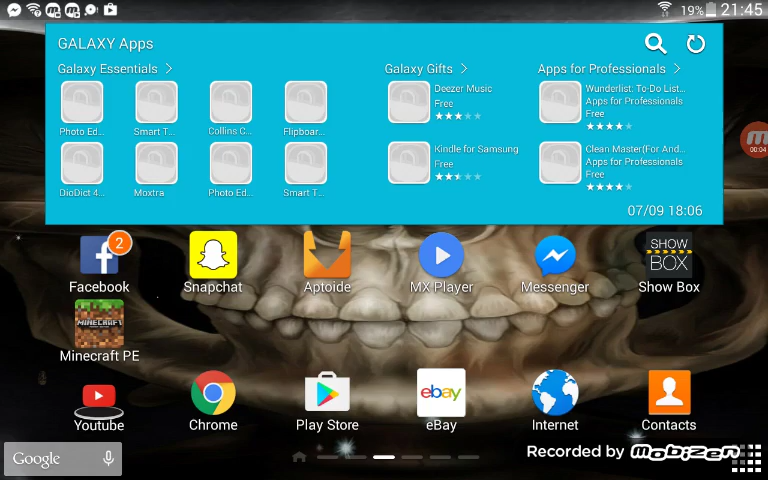 19% 21:45
GALAXY Apps
Galaxy Essentials
Galaxy Gifts
Apps for Professionals
Photo Ed...
Smart T...
Collins C...
Flipboar...
Deezer Music
Free
Wunderlist: To-Do List...
Apps for Professionals
Free
DioDict 4...
Moxtra
Photo Ed...
Smart T...
Kindle for Samsung
Free
Clean Master(For And...
Apps for Professionals
Free
07/09 18:06
00:04
2
Facebook
Snapchat
Aptoide
MX Player
Messenger
SHOW
BOX
Show Box
MINECRAFT
Minecraft PE
Youtube
Chrome
Play Store
ebay
eBay
Internet
Contacts
Google
Recorded by mobizen